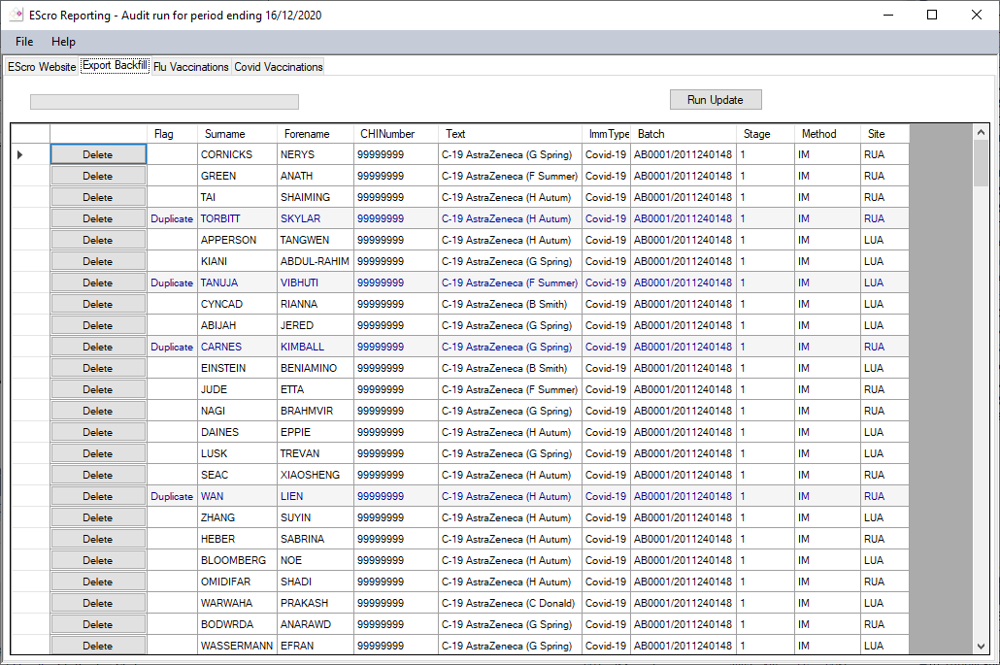 EScro Reporting - Audit run for period ending 16/12/2020
File Help
EScro Website Export Backfill Flu Vaccinations Covid Vaccinations
Run Update
Flag Surname Forename CHINumber Text ImmType Batch Stage Method Site
Delete CORNICKS NERYS 99999999 C-19 AstraZeneca (G Spring) Covid-19 AB0001/2011240148 1 IM RUA
Delete GREEN ANATH 99999999 C-19 AstraZeneca (F Summer) Covid-19 AB0001/2011240148 1 IM RUA
Delete TAI SHAIMING 99999999 C-19 AstraZeneca (H Autum) Covid-19 AB0001/2011240148 1 IM RUA
Delete Duplicate TORBITT SKYLAR 99999999 C-19 AstraZeneca (H Autum) Covid-19 AB0001/2011240148 1 IM RUA
Delete APPERSON TANGWEN 99999999 C-19 AstraZeneca (H Autum) Covid-19 AB0001/2011240148 1 IM LUA
Delete KIANI ABDUL-RAHIM 99999999 C-19 AstraZeneca (G Spring) Covid-19 AB0001/2011240148 1 IM LUA
Delete Duplicate TANUJA VIBHUTI 99999999 C-19 AstraZeneca (F Summer) Covid-19 AB0001/2011240148 1 IM LUA
Delete CYNCAD RIANNA 99999999 C-19 AstraZeneca (B Smith) Covid-19 AB0001/2011240148 1 IM LUA
Delete ABIJAH JERED 99999999 C-19 AstraZeneca (G Spring) Covid-19 AB0001/2011240148 1 IM LUA
Delete Duplicate CARNES KIMBALL 99999999 C-19 AstraZeneca (G Spring) Covid-19 AB0001/2011240148 1 IM RUA
Delete EINSTEIN BENIAMINO 99999999 C-19 AstraZeneca (B Smith) Covid-19 AB0001/2011240148 1 IM LUA
Delete JUDE ETTA 99999999 C-19 AstraZeneca (F Summer) Covid-19 AB0001/2011240148 1 IM RUA
Delete NAGI BRAHMVIR 99999999 C-19 AstraZeneca (G Spring) Covid-19 AB0001/2011240148 1 IM RUA
Delete DAINES EPPIE 99999999 C-19 AstraZeneca (H Autum) Covid-19 AB0001/2011240148 1 IM LUA
Delete LUSK TREVAN 99999999 C-19 AstraZeneca (G Spring) Covid-19 AB0001/2011240148 1 IM LUA
Delete SEAC XIAOSHENG 99999999 C-19 AstraZeneca (H Autum) Covid-19 AB0001/2011240148 1 IM RUA
Delete Duplicate WAN LIEN 99999999 C-19 AstraZeneca (H Autum) Covid-19 AB0001/2011240148 1 IM RUA
Delete ZHANG SUYIN 99999999 C-19 AstraZeneca (H Autum) Covid-19 AB0001/2011240148 1 IM LUA
Delete HEBER SABRINA 99999999 C-19 AstraZeneca (H Autum) Covid-19 AB0001/2011240148 1 IM RUA
Delete BLOOMBERG NOE 99999999 C-19 AstraZeneca (H Autum) Covid-19 AB0001/2011240148 1 IM LUA
Delete OMIDIFAR SHADI 99999999 C-19 AstraZeneca (H Autum) Covid-19 AB0001/2011240148 1 IM RUA
Delete WARWAHA PRAKASH 99999999 C-19 AstraZeneca (C Donald) Covid-19 AB0001/2011240148 1 IM LUA
Delete BODWRDA ANARAWD 99999999 C-19 AstraZeneca (G Spring) Covid-19 AB0001/2011240148 1 IM RUA
Delete WASSERMANN EFRAN 99999999 C-19 AstraZeneca (G Spring) Covid-19 AB0001/2011240148 1 IM LUA